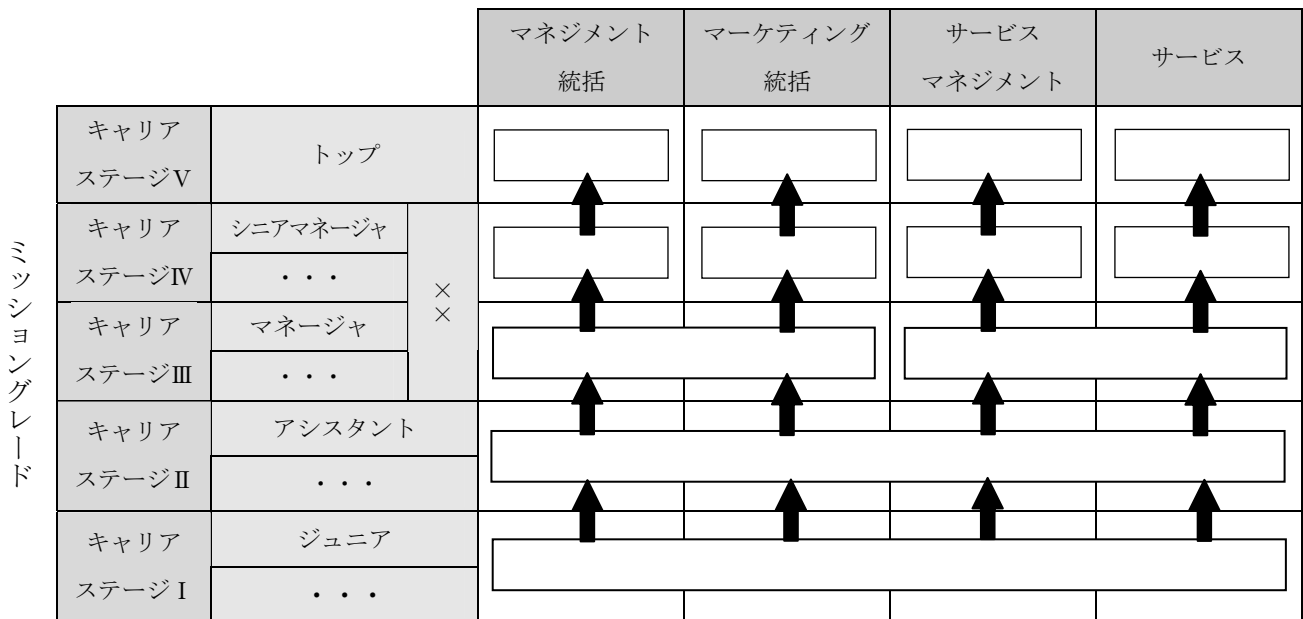 マネジメント
統括
マーケティング
統括
サービス
マネジメント
サービス
ミッショングレード
キャリア
ステージⅤ
トップ
キャリア
ステージⅣ
シニアマネージャ
・・・
××
キャリア
ステージⅢ
マネージャ
・・・
キャリア
ステージⅡ
アシスタント
・・・
キャリア
ステージⅠ
ジュニア
・・・